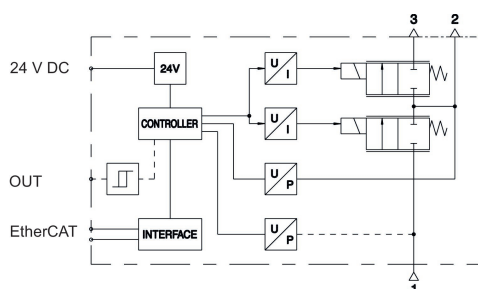 3 2
24 V DC
24V
U I
CONTROLLER
U I
OUT
U P
EtherCAT
INTERFACE
U P
1